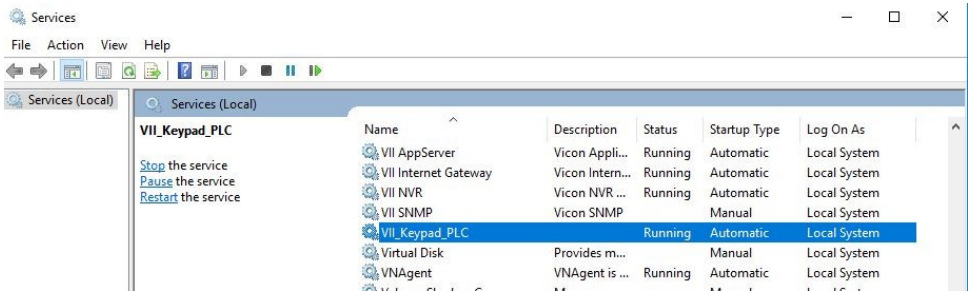 Services
File Action View Help
Services (Local)
Services (Local)
VII_Keypad_PLC
Stop the service
Pause the service
Restart the service
Name Description Status Startup Type Log On As
VII AppServer Vicon Appli... Running Automatic Local System
VII Internet Gateway Vicon Intern... Running Automatic Local System
VII NVR Vicon NVR ... Running Automatic Local System
VII SNMP Vicon SNMP Manual Local System
VII_Keypad_PLC Running Automatic Local System
Virtual Disk Provides m... Manual Local System
VNAgent VNAgent is ... Running Automatic Local System